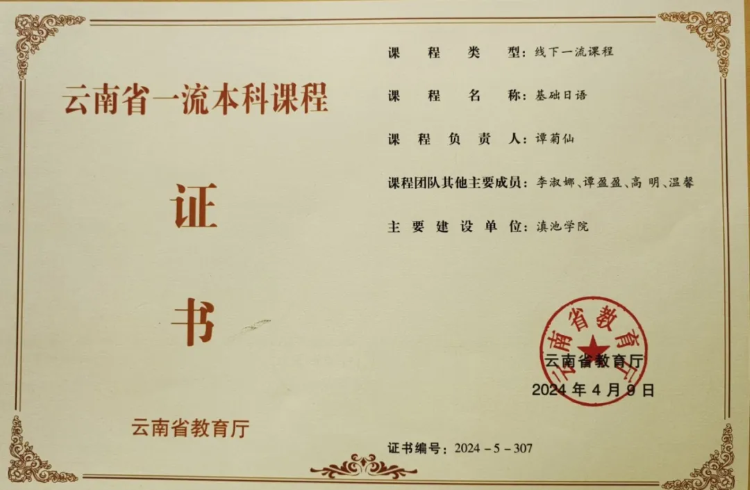 云南省一流本科课程
证
书
云南省教育厅
课程类型：线下一流课程
课程名称：基础日语
课程负责人：谭菊仙
课程团队其他主要成员：李淑娜、谭盈盈、高 明、温馨
主要建设单位：滇池学院
云南省教育厅
云南省教育厅
2024 年 4 月 9 日
证书编号：2024－5－307